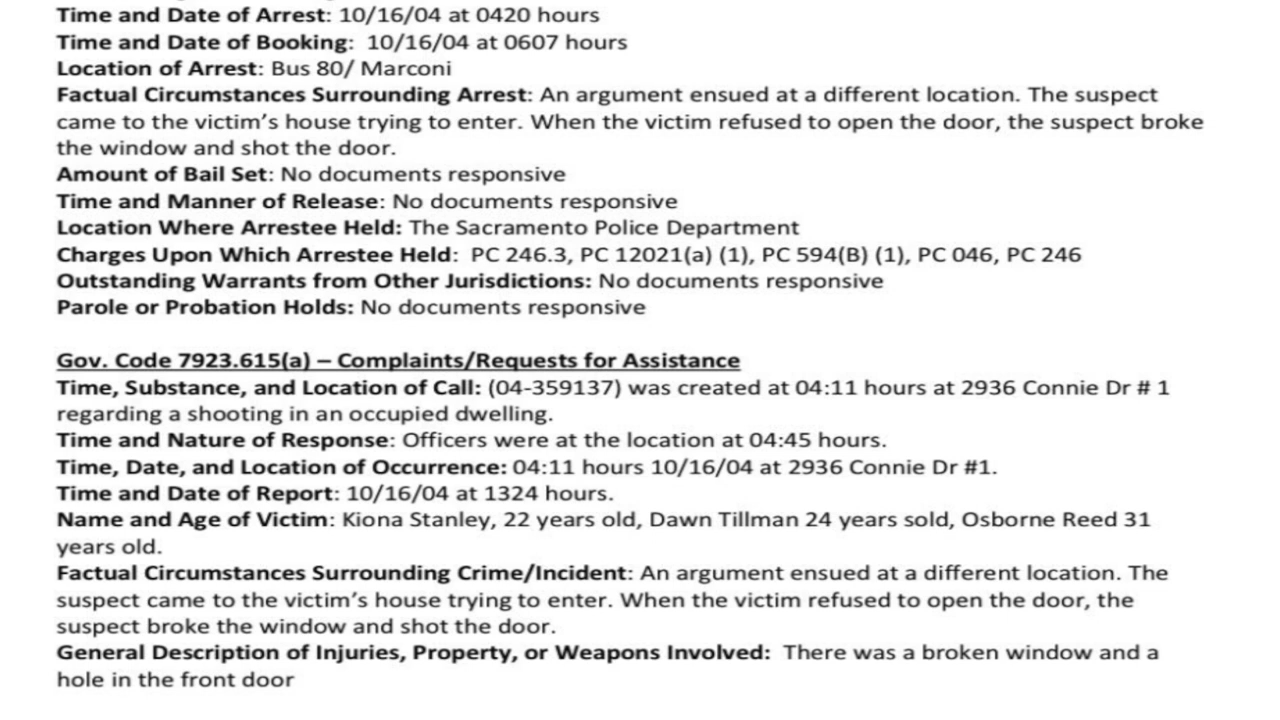 Time and Date of Arrest: 10/16/04 at 0420 hours
Time and Date of Booking: 10/16/04 at 0607 hours
Location of Arrest: Bus 80/ Marconi
Factual Circumstances Surrounding Arrest: An argument ensued at a different location. The suspect
came to the victim's house trying to enter. When the victim refused to open the door, the suspect broke
the window and shot the door.
Amount of Bail Set: No documents responsive
Time and Manner of Release: No documents responsive
Location Where Arrestee Held: The Sacramento Police Department
Charges Upon Which Arrestee Held: PC 246.3, PC 12021(a) (1), PC 594(B) (1), PC 046, PC 246
Outstanding Warrants from Other Jurisdictions: No documents responsive
Parole or Probation Holds: No documents responsive
Gov. Code 7923.615(a) – Complaints/Requests for Assistance
Time, Substance, and Location of Call: (04-359137) was created at 04:11 hours at 2936 Connie Dr # 1
regarding a shooting in an occupied dwelling.
Time and Nature of Response: Officers were at the location at 04:45 hours.
Time, Date, and Location of Occurrence: 04:11 hours 10/16/04 at 2936 Connie Dr #1.
Time and Date of Report: 10/16/04 at 1324 hours.
Name and Age of Victim: Kiona Stanley, 22 years old, Dawn Tillman 24 years sold, Osborne Reed 31
years old.
Factual Circumstances Surrounding Crime/Incident: An argument ensued at a different location. The
suspect came to the victim's house trying to enter. When the victim refused to open the door, the
suspect broke the window and shot the door.
General Description of Injuries, Property, or Weapons Involved: There was a broken window and a
hole in the front door